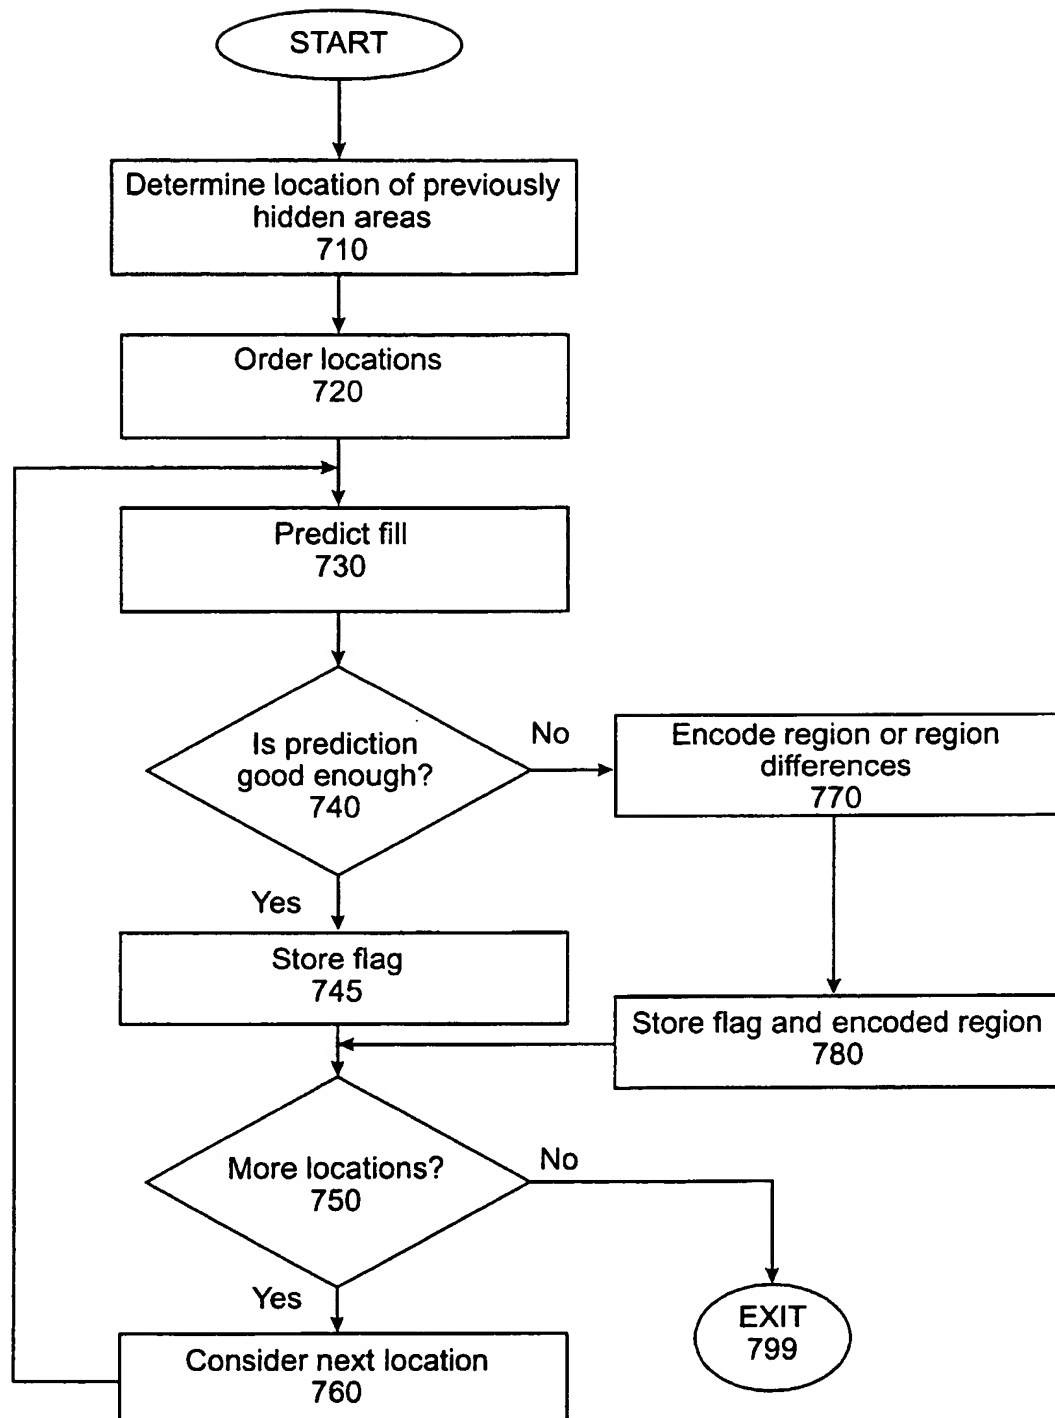 START
Determine location of previously
hidden areas
710
Order locations
720
Predict fill
730
Is prediction
good enough?
740
No
Encode region or region
differences
770
Yes
Store flag
745
Store flag and encoded region
780
More locations?
750
No
Yes
EXIT
799
Consider next location
760